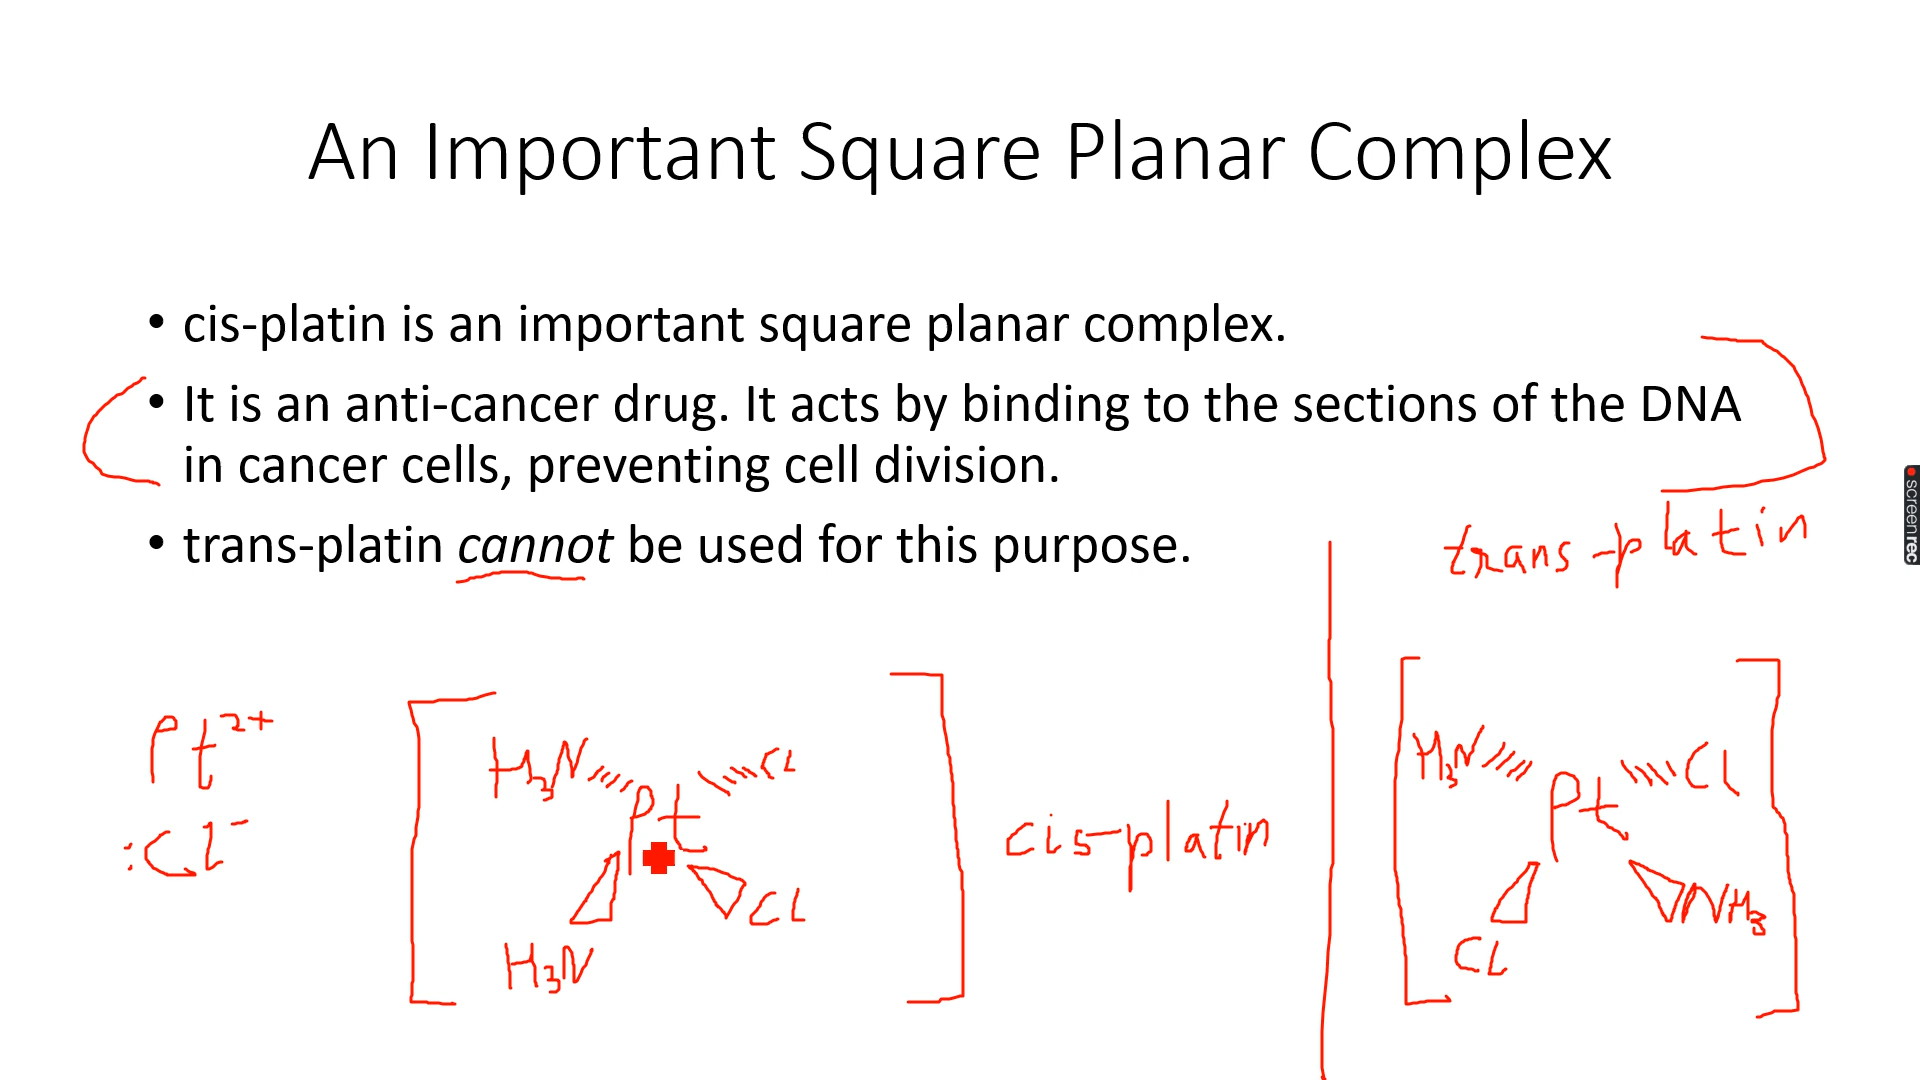 An Important Square Planar Complex
• cis-platin is an important square planar complex.
• It is an anti-cancer drug. It acts by binding to the sections of the DNA
in cancer cells, preventing cell division.
• trans-platin cannot be used for this purpose.
trans-platin
Pt²⁺
:Cl⁻
H₃N Cl
Pt
H₃N Cl
cis-platin
H₃N Cl
Pt
Cl NH₃
screenrec